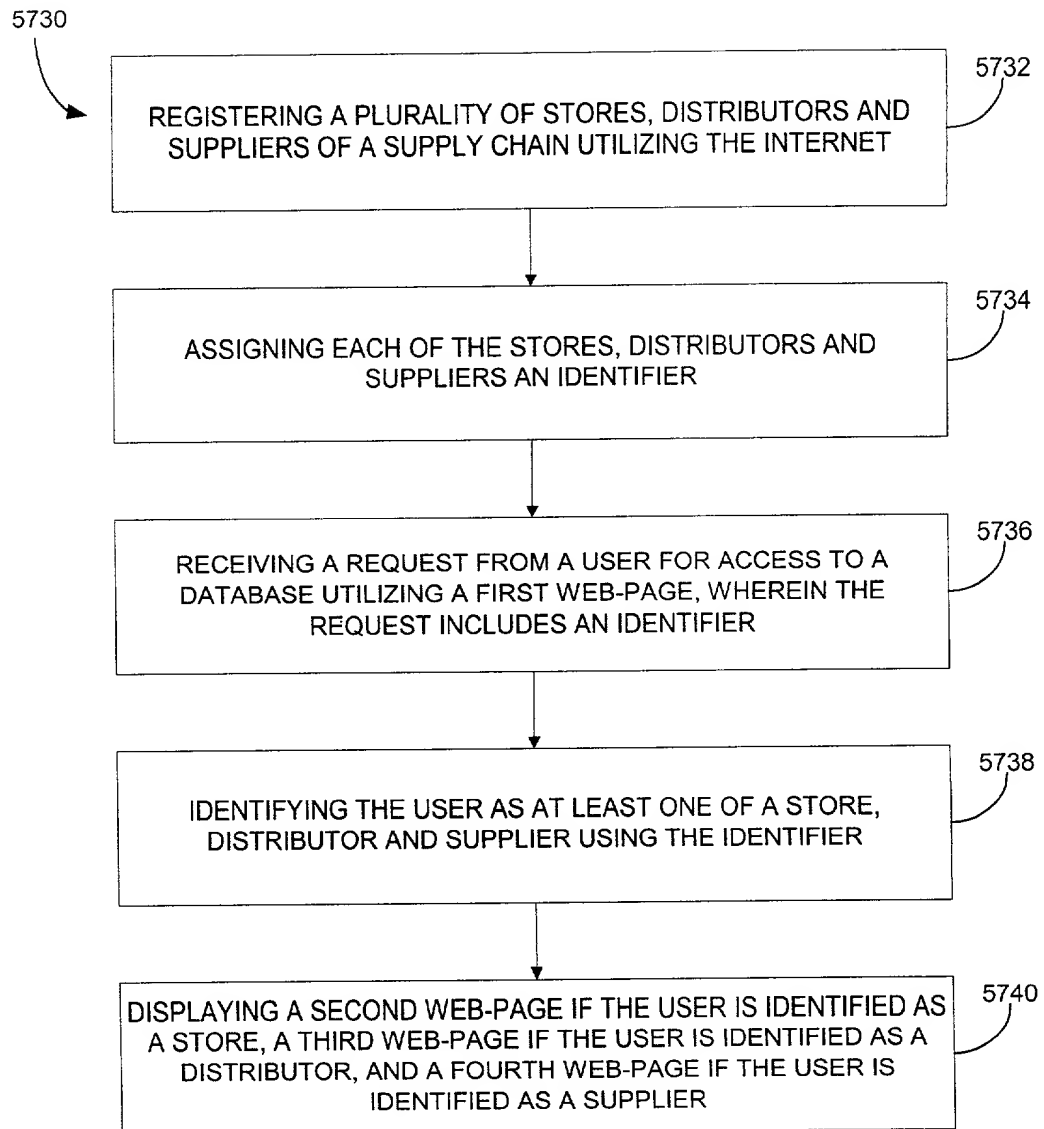 5730
5732
REGISTERING A PLURALITY OF STORES, DISTRIBUTORS AND
SUPPLIERS OF A SUPPLY CHAIN UTILIZING THE INTERNET
5734
ASSIGNING EACH OF THE STORES, DISTRIBUTORS AND
SUPPLIERS AN IDENTIFIER
5736
RECEIVING A REQUEST FROM A USER FOR ACCESS TO A
DATABASE UTILIZING A FIRST WEB-PAGE, WHEREIN THE
REQUEST INCLUDES AN IDENTIFIER
5738
IDENTIFYING THE USER AS AT LEAST ONE OF A STORE,
DISTRIBUTOR AND SUPPLIER USING THE IDENTIFIER
5740
DISPLAYING A SECOND WEB-PAGE IF THE USER IS IDENTIFIED AS
A STORE, A THIRD WEB-PAGE IF THE USER IS IDENTIFIED AS A
DISTRIBUTOR, AND A FOURTH WEB-PAGE IF THE USER IS
IDENTIFIED AS A SUPPLIER